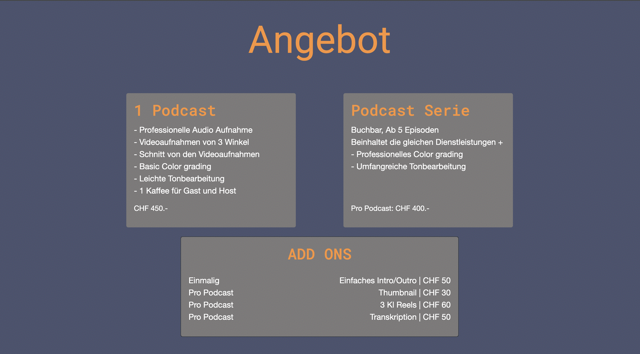 Angebot
1 Podcast
- Professionelle Audio Aufnahme
- Videoaufnahmen von 3 Winkel
- Schnitt von den Videoaufnahmen
- Basic Color grading
- Leichte Tonbearbeitung
- 1 Kaffee für Gast und Host
CHF 450.-
Podcast Serie
Buchbar, Ab 5 Episoden
Beinhaltet die gleichen Dienstleistungen +
- Professionelles Color grading
- Umfangreiche Tonbearbeitung
Pro Podcast: CHF 400.-
ADD ONS
Einmalig Einfaches Intro/Outro | CHF 50
Pro Podcast Thumbnail | CHF 30
Pro Podcast 3 KI Reels | CHF 60
Pro Podcast Transkription | CHF 50